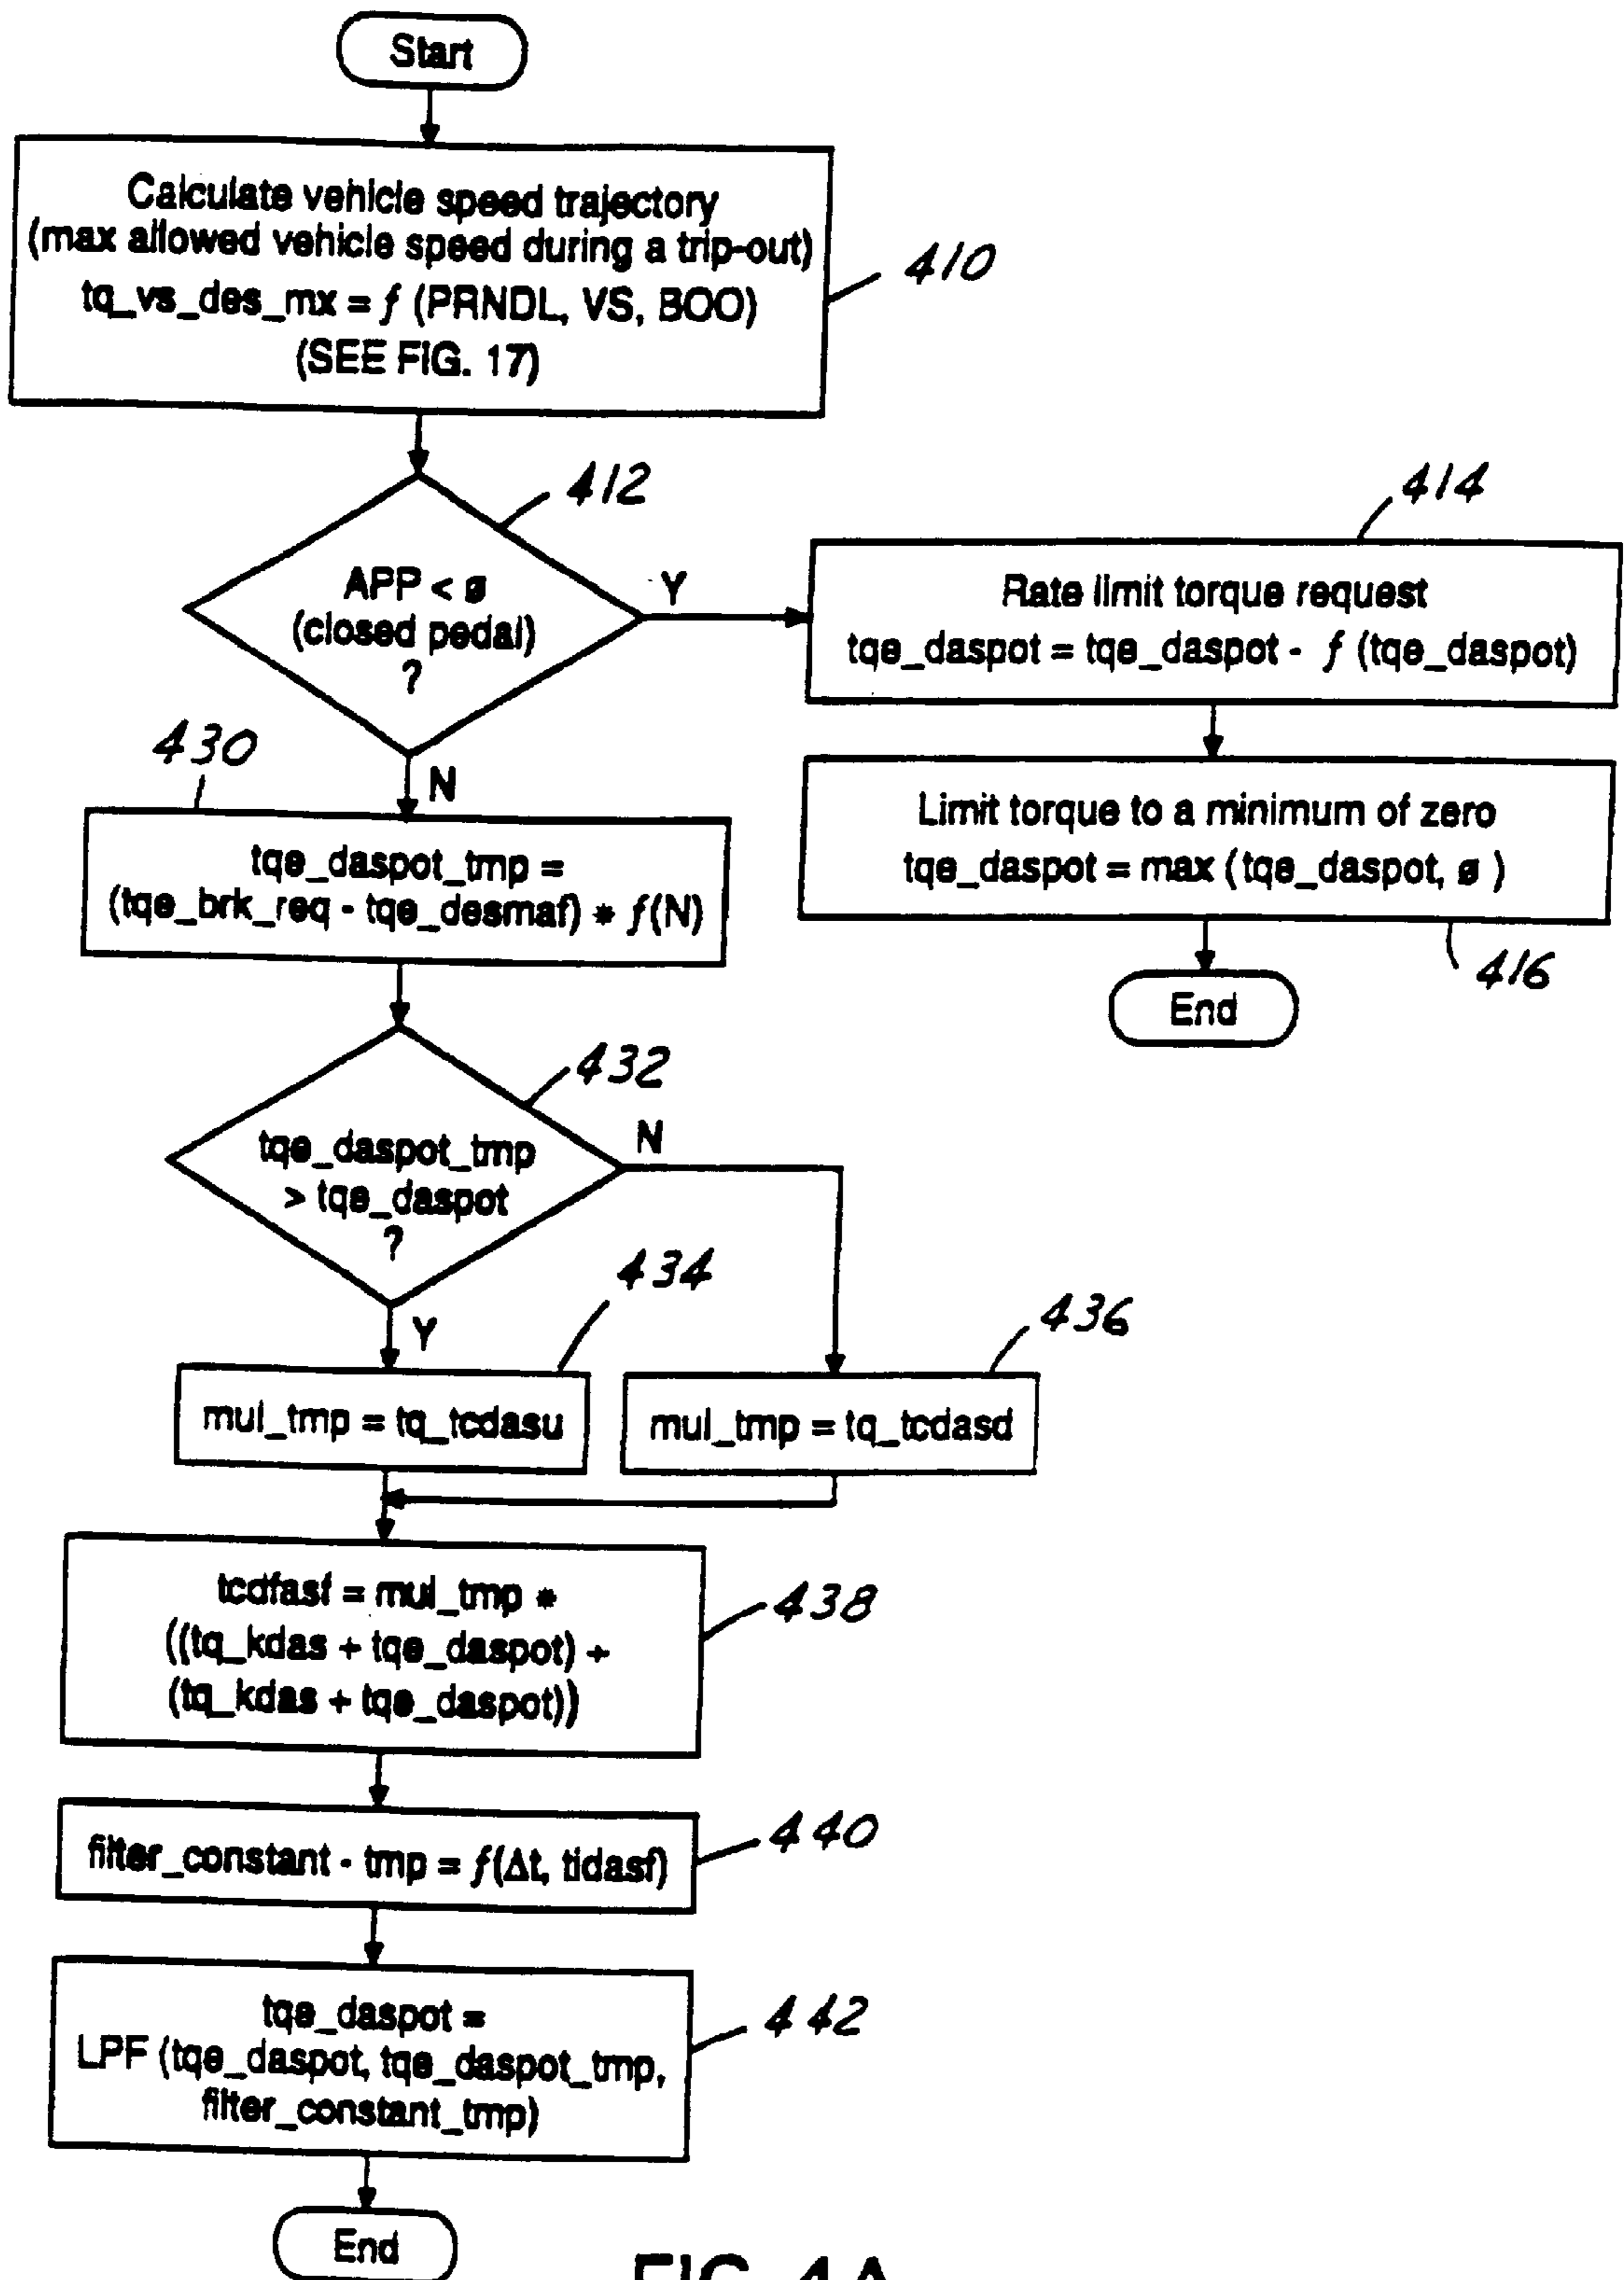 Start
Calculate vehicle speed trajectory
(max allowed vehicle speed during a trip-out)
tq_vs_des_mx = f (PRNDL, VS, BOO)
(SEE FIG. 17)
410
412
APP < ø
(closed pedal)
?
Y
N
414
Rate limit torque request
tqe_daspot = tqe_daspot - f (tqe_daspot)
Limit torque to a minimum of zero
tqe_daspot = max (tqe_daspot, ø )
416
End
430
tqe_daspot_tmp =
(tqe_brk_req - tqe_desmaf) * f(N)
432
tqe_daspot_tmp
> tqe_daspot
?
N
Y
434
mul_tmp = tq_tcdasu
436
mul_tmp = tq_tcdasd
tcdfasf = mul_tmp *
((tq_kdas + tqe_daspot) +
(tq_kdas + tqe_daspot))
438
filter_constant - tmp = f(Δt, tidasf)
440
tqe_daspot =
LPF (tqe_daspot, tqe_daspot_tmp,
filter_constant_tmp)
442
End
FIG. 4A